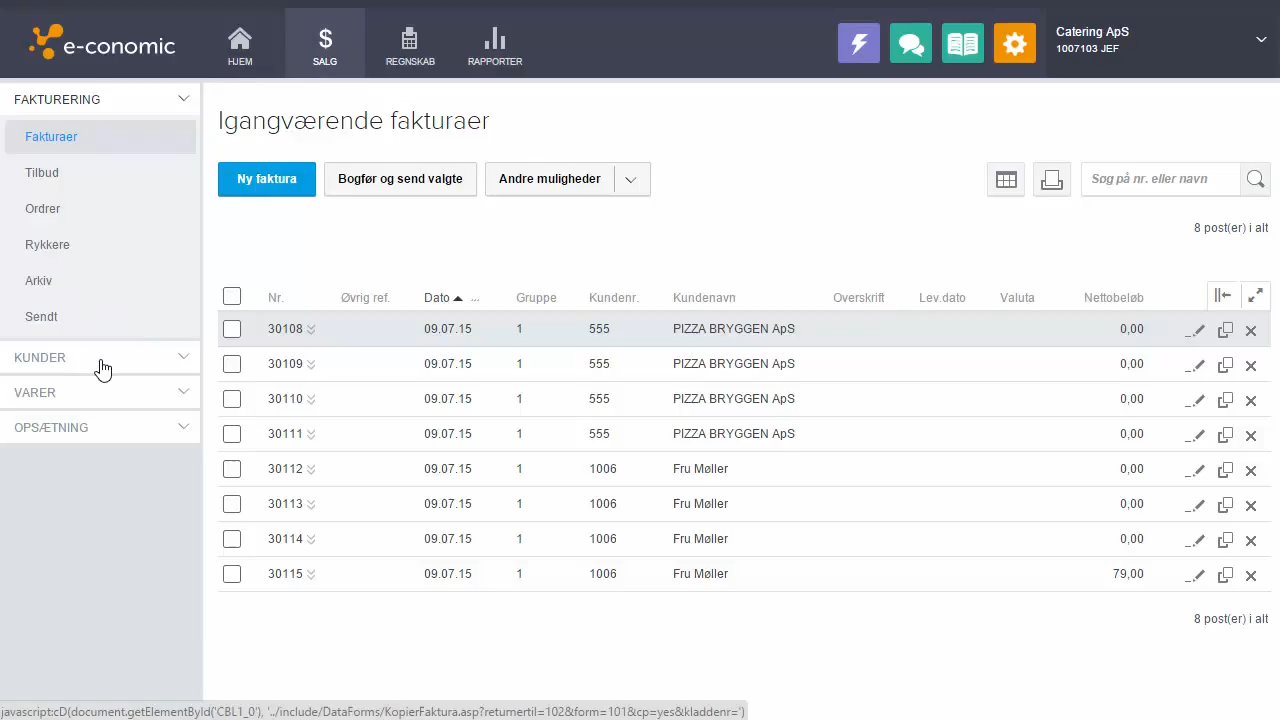 e-conomic
HJEM
SALG
REGNSKAB
RAPPORTER
Catering ApS
1007103 JEF
FAKTURERING
Fakturaer
Tilbud
Ordrer
Rykkere
Arkiv
Sendt
KUNDER
VARER
OPSÆTNING
Igangværende fakturaer
Ny faktura
Bogfør og send valgte
Andre muligheder
Søg på nr. eller navn
8 post(er) i alt
Nr. Øvrig ref. Dato ... Gruppe Kundenr. Kundenavn Overskrift Lev.dato Valuta Nettobeløb
30108 09.07.15 1 555 PIZZA BRYGGEN ApS 0,00
30109 09.07.15 1 555 PIZZA BRYGGEN ApS 0,00
30110 09.07.15 1 555 PIZZA BRYGGEN ApS 0,00
30111 09.07.15 1 555 PIZZA BRYGGEN ApS 0,00
30112 09.07.15 1 1006 Fru Møller 0,00
30113 09.07.15 1 1006 Fru Møller 0,00
30114 09.07.15 1 1006 Fru Møller 0,00
30115 09.07.15 1 1006 Fru Møller 79,00
8 post(er) i alt
javascript:cD(document.getElementById('CBL1_0'), '../include/DataForms/KopierFaktura.asp?returnertil=102&form=101&cp=yes&kladdenr=')